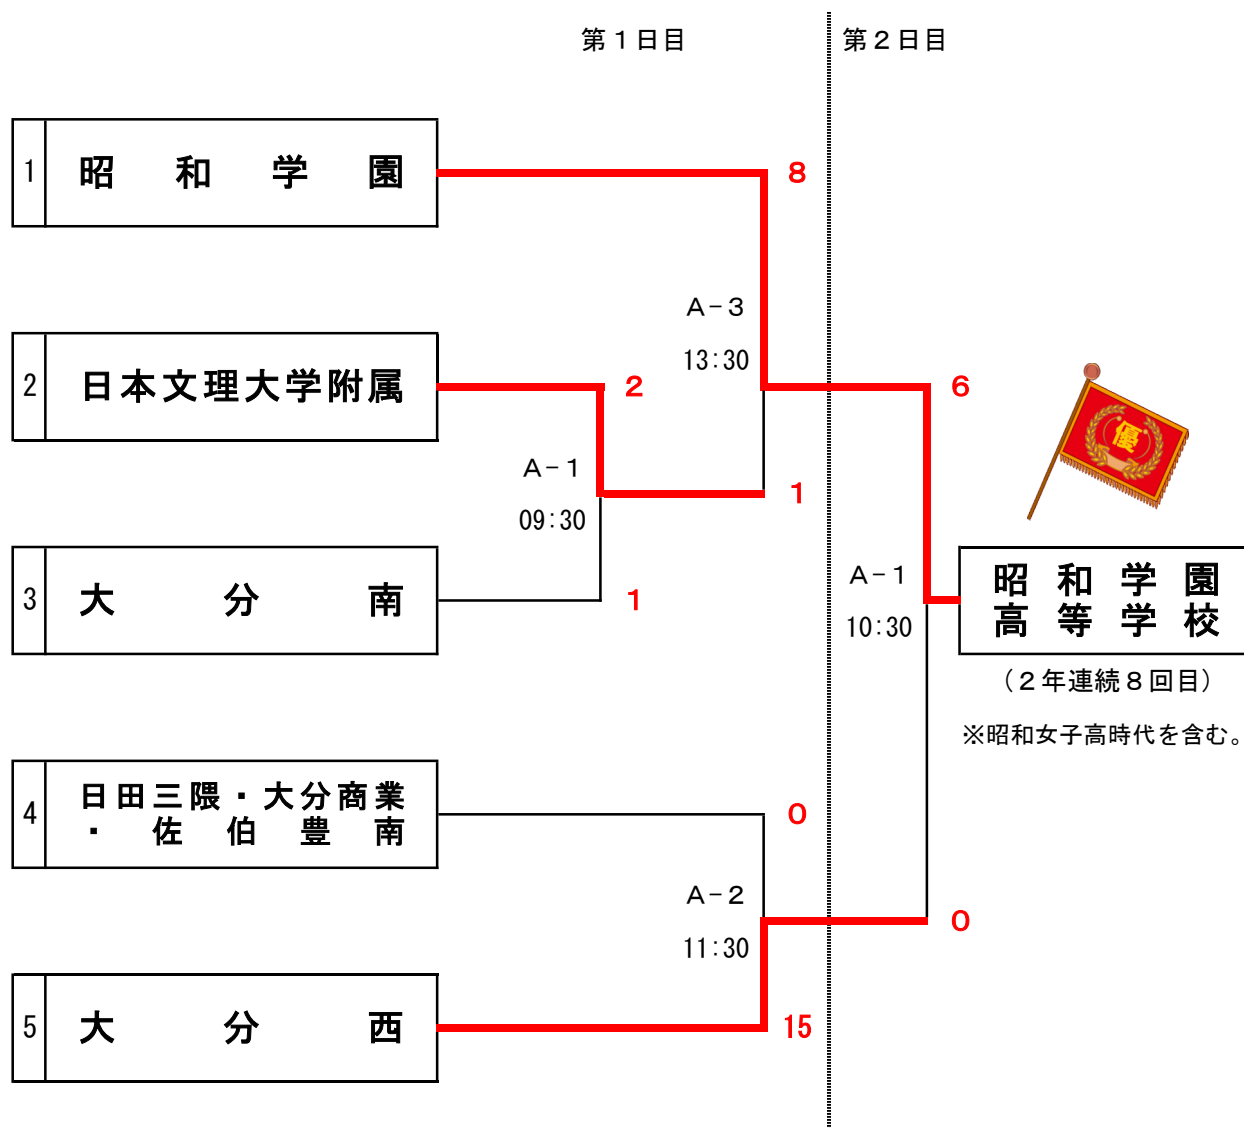 第１日目
第２日目
1
昭和学園
8
A-3
13:30
2
日本文理大学附属
2
6
優
A-1
09:30
1
3
大分南
1
A-1
10:30
昭和学園
高等学校
（２年連続８回目）
※昭和女子高時代を含む。
4
日田三隈・大分商業
・佐伯豊南
0
A-2
11:30
0
5
大分西
15